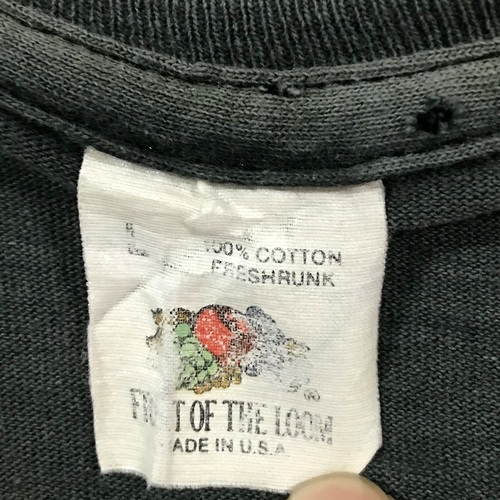 100% COTTON
PRESHRUNK
FRUIT OF THE LOOM
MADE IN U.S.A